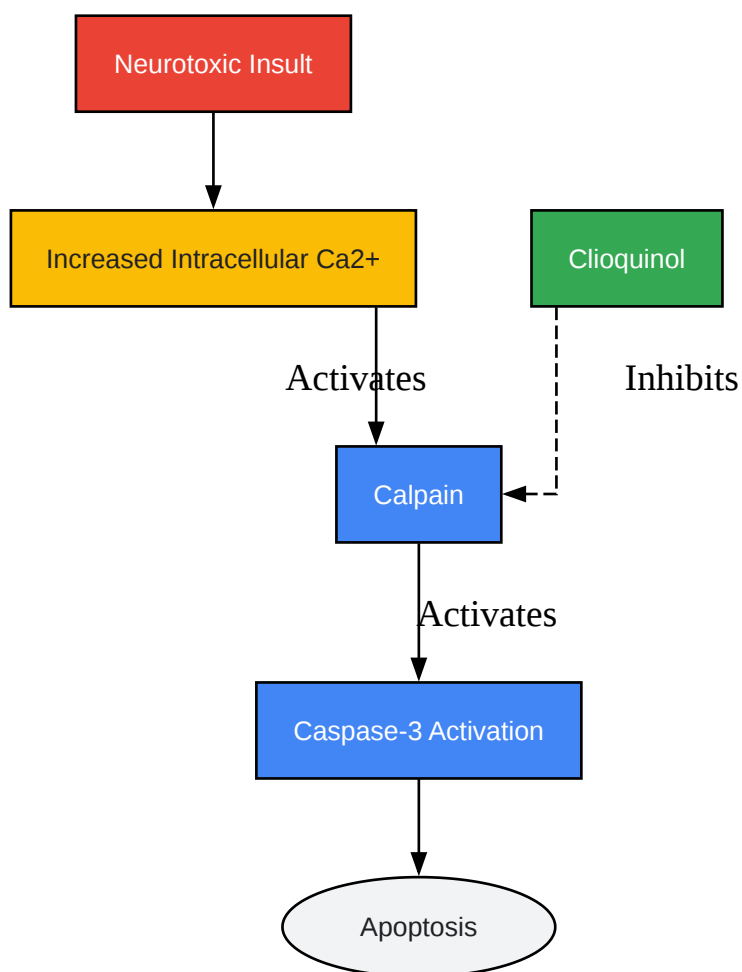 Neurotoxic Insult
Increased Intracellular Ca2+
Clioquinol
Activates
Inhibits
Calpain
Activates
Caspase-3 Activation
Apoptosis